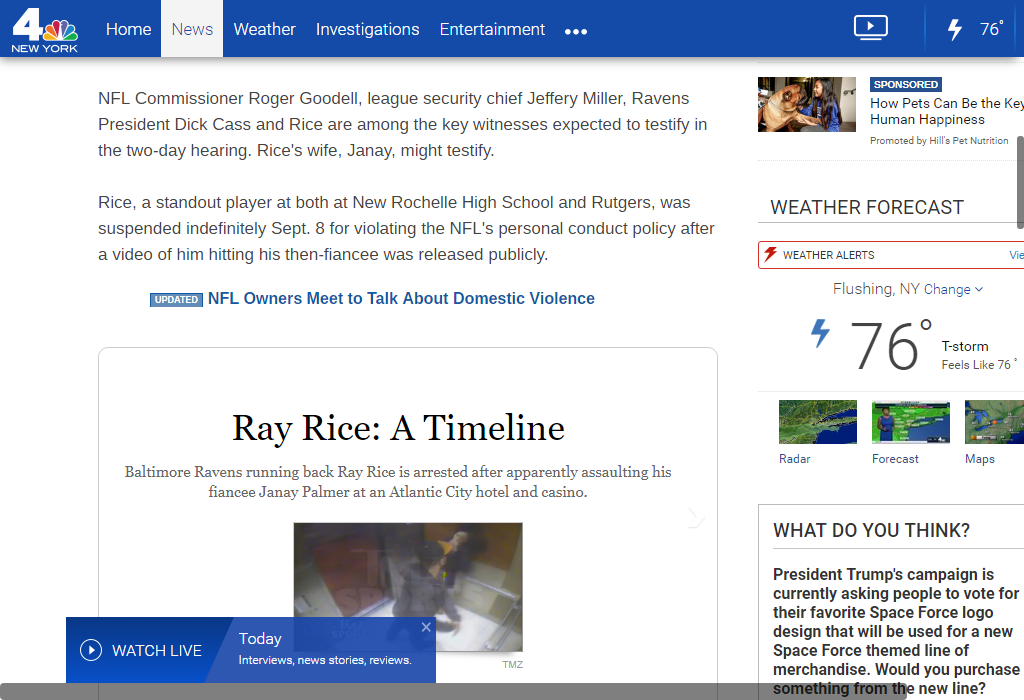 4
NEW YORK
Home
News
Weather
Investigations
Entertainment
76°
NFL Commissioner Roger Goodell, league security chief Jeffery Miller, Ravens
President Dick Cass and Rice are among the key witnesses expected to testify in
the two-day hearing. Rice's wife, Janay, might testify.
Rice, a standout player at both at New Rochelle High School and Rutgers, was
suspended indefinitely Sept. 8 for violating the NFL's personal conduct policy after
a video of him hitting his then-fiancee was released publicly.
UPDATED NFL Owners Meet to Talk About Domestic Violence
Ray Rice: A Timeline
Baltimore Ravens running back Ray Rice is arrested after apparently assaulting his
fiancee Janay Palmer at an Atlantic City hotel and casino.
TMZ
WATCH LIVE
Today
Interviews, news stories, reviews.
SPONSORED
How Pets Can Be the Key
Human Happiness
Promoted by Hill's Pet Nutrition
WEATHER FORECAST
WEATHER ALERTS
Vie
Flushing, NY Change
76°
T-storm
Feels Like 76 °
Radar
Forecast
Maps
WHAT DO YOU THINK?
President Trump's campaign is
currently asking people to vote for
their favorite Space Force logo
design that will be used for a new
Space Force themed line of
merchandise. Would you purchase
something from the new line?